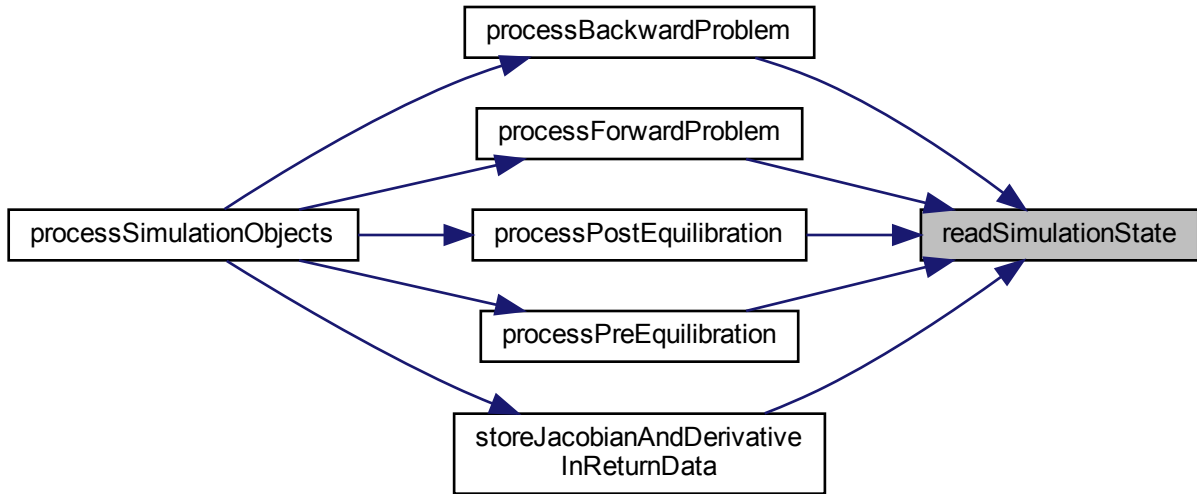 processBackwardProblem
processForwardProblem
processSimulationObjects
processPostEquilibration
readSimulationState
processPreEquilibration
storeJacobianAndDerivative
InReturnData